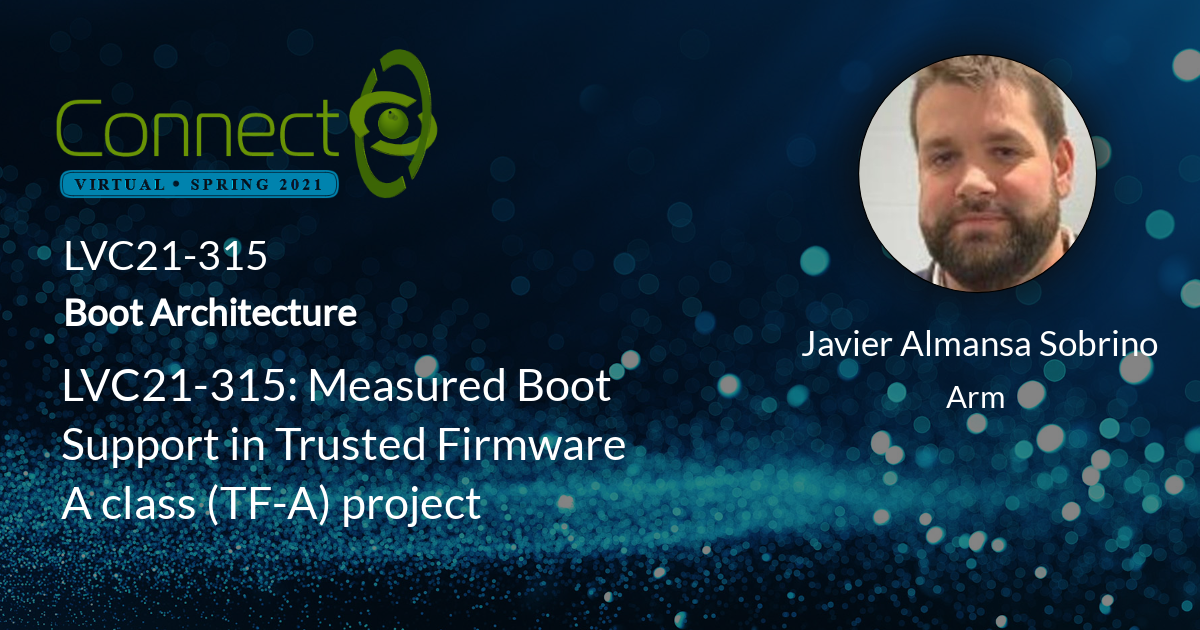 Connect
VIRTUAL • SPRING 2021
LVC21-315
Boot Architecture
LVC21-315: Measured Boot
Support in Trusted Firmware
A class (TF-A) project
Javier Almansa Sobrino
Arm